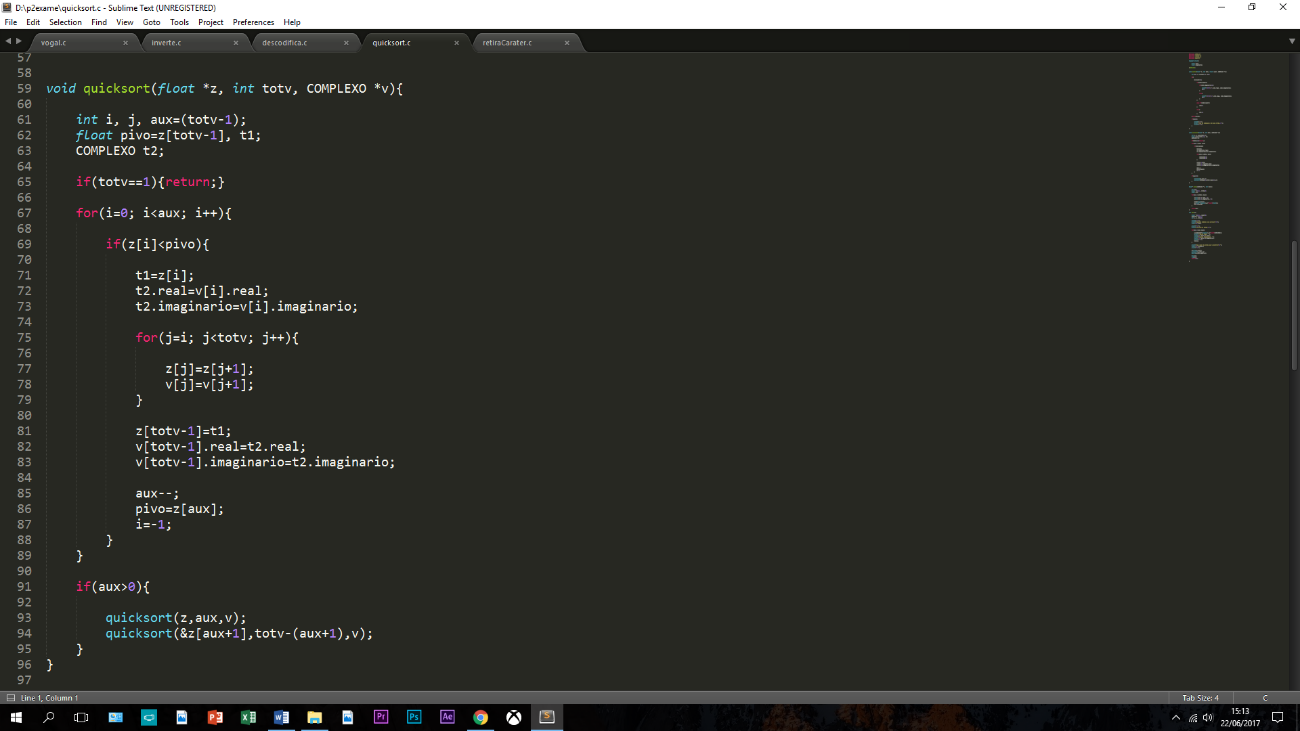 D:\p2exame\quicksort.c - Sublime Text (UNREGISTERED)
File Edit Selection Find View Goto Tools Project Preferences Help
vogal.c × inverte.c × descodifica.c × quicksort.c × retiraCarater.c ×
57
58
59 void quicksort(float *z, int totv, COMPLEXO *v){
60
61 int i, j, aux=(totv-1);
62 float pivo=z[totv-1], t1;
63 COMPLEXO t2;
64
65 if(totv==1){return;}
66
67 for(i=0; i<aux; i++){
68
69 if(z[i]<pivo){
70
71 t1=z[i];
72 t2.real=v[i].real;
73 t2.imaginario=v[i].imaginario;
74
75 for(j=i; j<totv; j++){
76
77 z[j]=z[j+1];
78 v[j]=v[j+1];
79 }
80
81 z[totv-1]=t1;
82 v[totv-1].real=t2.real;
83 v[totv-1].imaginario=t2.imaginario;
84
85 aux--;
86 pivo=z[aux];
87 i=-1;
88 }
89 }
90
91 if(aux>0){
92
93 quicksort(z,aux,v);
94 quicksort(&z[aux+1],totv-(aux+1),v);
95 }
96 }
97
Line 1, Column 1 Tab Size: 4 C
Pr Ps Ae
15:13
22/06/2017